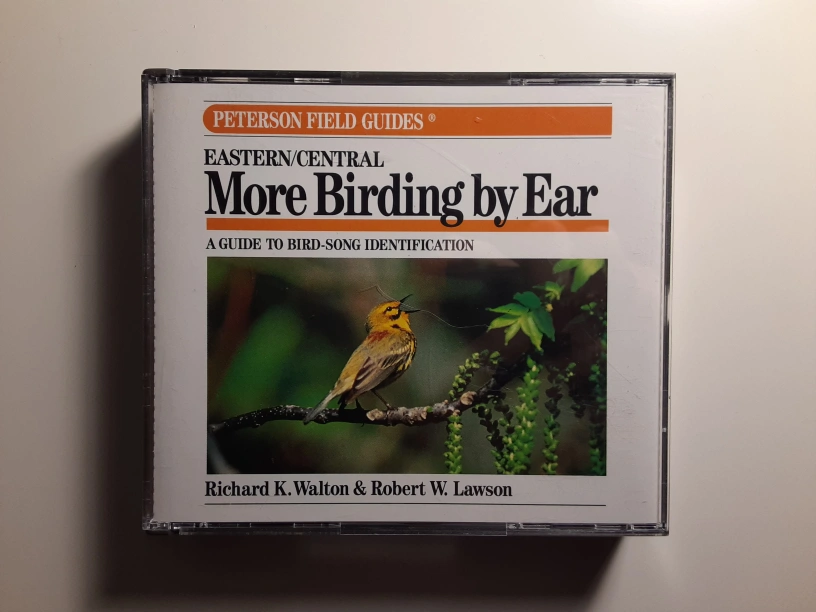 PETERSON FIELD GUIDES ®
EASTERN/CENTRAL
More Birding by Ear
A GUIDE TO BIRD-SONG IDENTIFICATION
Richard K. Walton & Robert W. Lawson